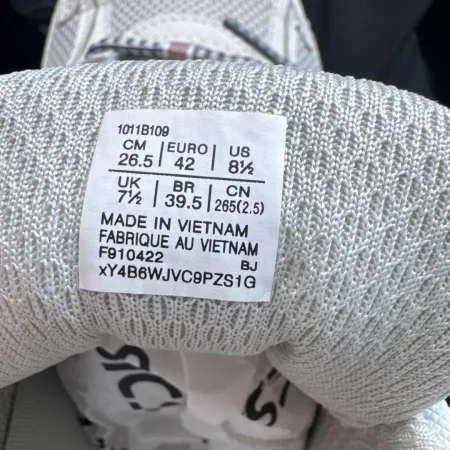 1011B109
CM 26.5 | EURO 42 | US 8½
UK 7½ | BR 39.5 | CN 265(2.5)
MADE IN VIETNAM
FABRIQUE AU VIETNAM
F910422 BJ
xY4B6WJVC9PZS1G